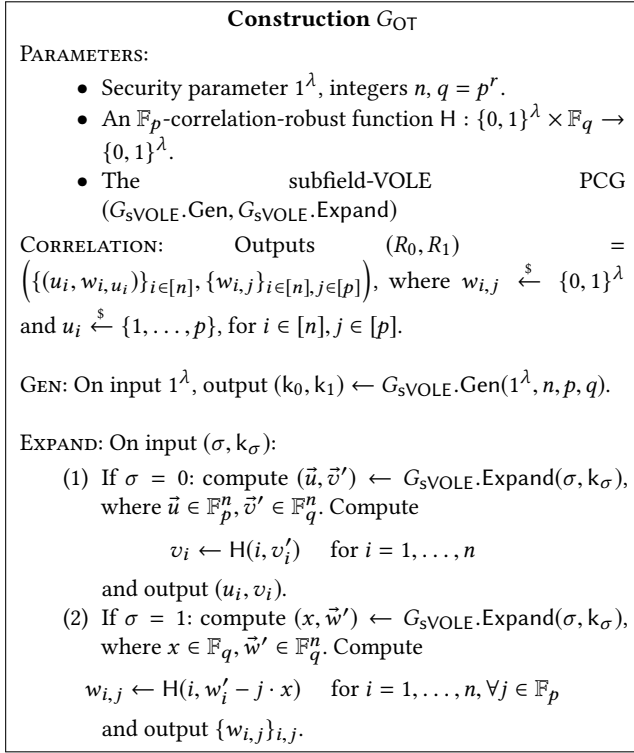 Construction G_OT
PARAMETERS:
• Security parameter 1^λ, integers n, q = p^r.
• An 𝔽_p-correlation-robust function H : {0, 1}^λ × 𝔽_q →
{0, 1}^λ.
• The subfield-VOLE PCG
(G_sVOLE.Gen, G_sVOLE.Expand)
CORRELATION: Outputs (R_0, R_1) =
({(u_i, w_{i,u_i})}_{i∈[n]}, {w_{i,j}}_{i∈[n],j∈[p]}), where w_{i,j} ←^$ {0, 1}^λ
and u_i ←^$ {1, . . . , p}, for i ∈ [n], j ∈ [p].
GEN: On input 1^λ, output (k_0, k_1) ← G_sVOLE.Gen(1^λ, n, p, q).
EXPAND: On input (σ, k_σ):
(1) If σ = 0: compute (u⃗, v⃗′) ← G_sVOLE.Expand(σ, k_σ),
where u⃗ ∈ 𝔽_p^n, v⃗′ ∈ 𝔽_q^n. Compute
v_i ← H(i, v′_i) for i = 1, . . . , n
and output (u_i, v_i).
(2) If σ = 1: compute (x, w⃗′) ← G_sVOLE.Expand(σ, k_σ),
where x ∈ 𝔽_q, w⃗′ ∈ 𝔽_q^n. Compute
w_{i,j} ← H(i, w′_i − j · x) for i = 1, . . . , n, ∀j ∈ 𝔽_p
and output {w_{i,j}}_{i,j}.